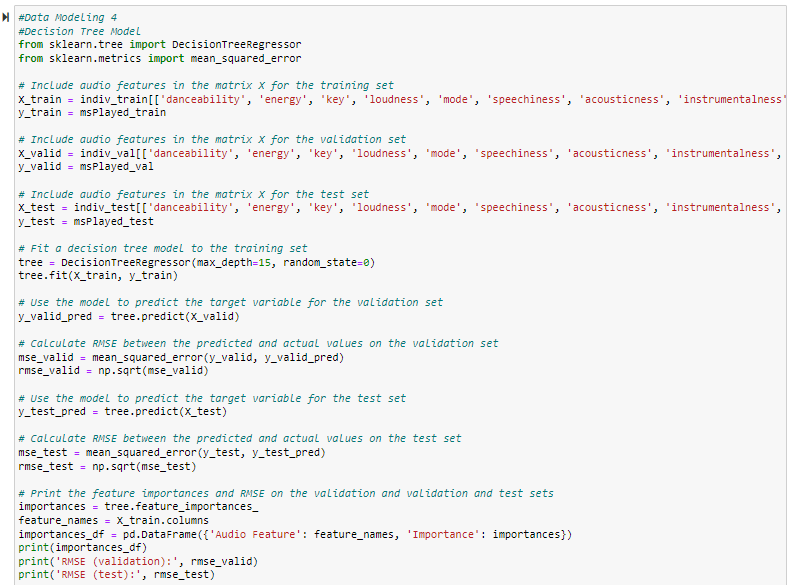 #Data Modeling 4
#Decision Tree Model
from sklearn.tree import DecisionTreeRegressor
from sklearn.metrics import mean_squared_error
# Include audio features in the matrix X for the training set
X_train = indiv_train[['danceability', 'energy', 'key', 'loudness', 'mode', 'speechiness', 'acousticness', 'instrumentalness'
y_train = msPlayed_train
# Include audio features in the matrix X for the validation set
X_valid = indiv_val[['danceability', 'energy', 'key', 'loudness', 'mode', 'speechiness', 'acousticness', 'instrumentalness',
y_valid = msPlayed_val
# Include audio features in the matrix X for the test set
X_test = indiv_test[['danceability', 'energy', 'key', 'loudness', 'mode', 'speechiness', 'acousticness', 'instrumentalness',
y_test = msPlayed_test
# Fit a decision tree model to the training set
tree = DecisionTreeRegressor(max_depth=15, random_state=0)
tree.fit(X_train, y_train)
# Use the model to predict the target variable for the validation set
y_valid_pred = tree.predict(X_valid)
# Calculate RMSE between the predicted and actual values on the validation set
mse_valid = mean_squared_error(y_valid, y_valid_pred)
rmse_valid = np.sqrt(mse_valid)
# Use the model to predict the target variable for the test set
y_test_pred = tree.predict(X_test)
# Calculate RMSE between the predicted and actual values on the test set
mse_test = mean_squared_error(y_test, y_test_pred)
rmse_test = np.sqrt(mse_test)
# Print the feature importances and RMSE on the validation and validation and test sets
importances = tree.feature_importances_
feature_names = X_train.columns
importances_df = pd.DataFrame({'Audio Feature': feature_names, 'Importance': importances})
print(importances_df)
print('RMSE (validation):', rmse_valid)
print('RMSE (test):', rmse_test)